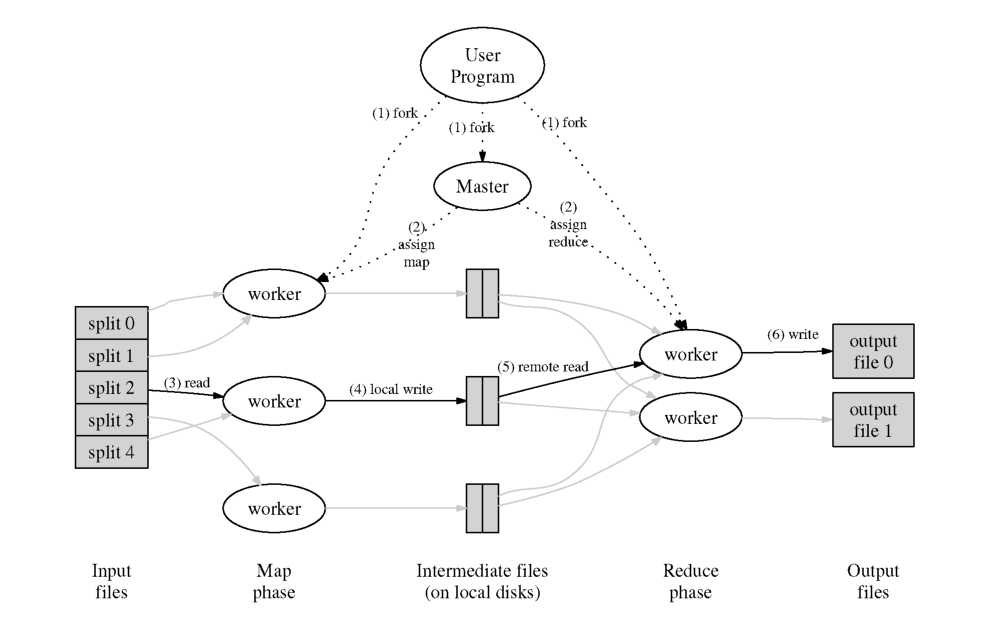 User
Program
(1) fork
(1) fork
(1) fork
Master
(2)
assign
map
(2)
assign
reduce
worker
split 0
split 1
split 2
split 3
split 4
(3) read
worker
(4) local write
(5) remote read
worker
(6) write
output
file 0
worker
output
file 1
worker
Input
files
Map
phase
Intermediate files
(on local disks)
Reduce
phase
Output
files